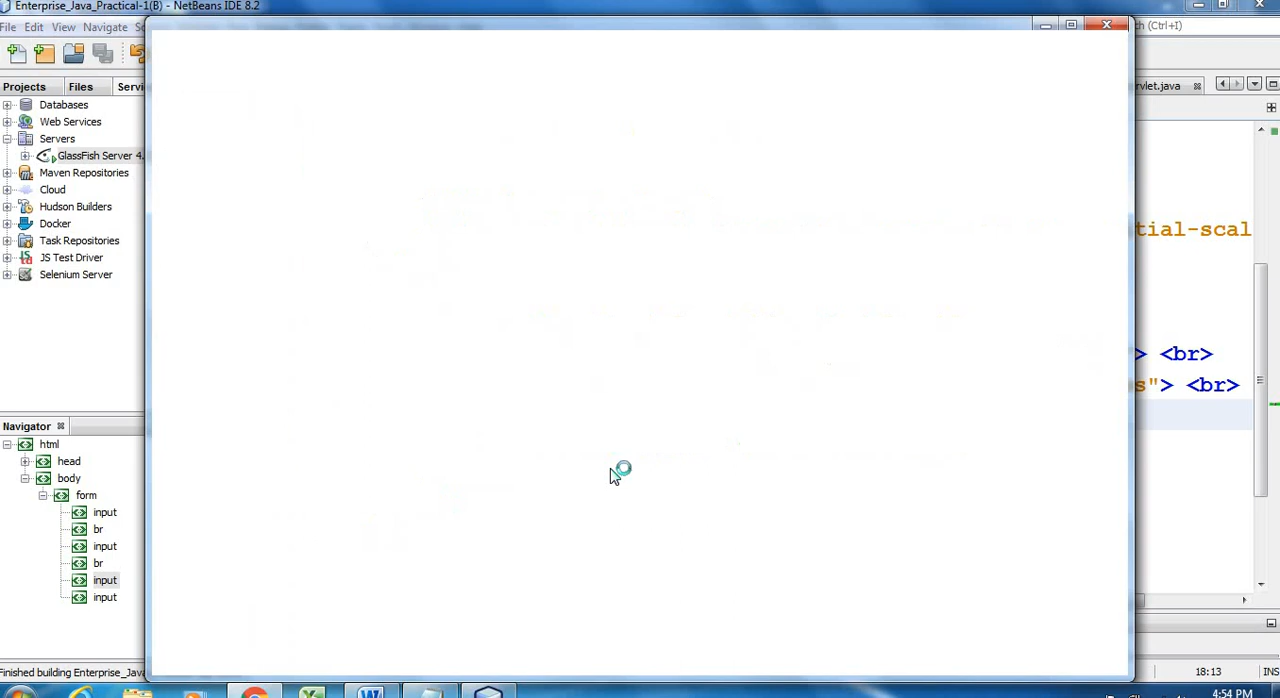 Enterprise_Java_Practical-1(B) - NetBeans IDE 8.2
File Edit View Navigate
th (Ctrl+I)
Projects Files Servi
rvlet.java
Databases
Web Services
Servers
GlassFish Server 4.
Maven Repositories
Cloud
Hudson Builders
Docker
Task Repositories
JS Test Driver
Selenium Server
tial-scal
> <br>
s"> <br>
Navigator
html
head
body
form
input
br
input
br
input
input
Finished building Enterprise_Jav
18:13 INS
4:54 PM